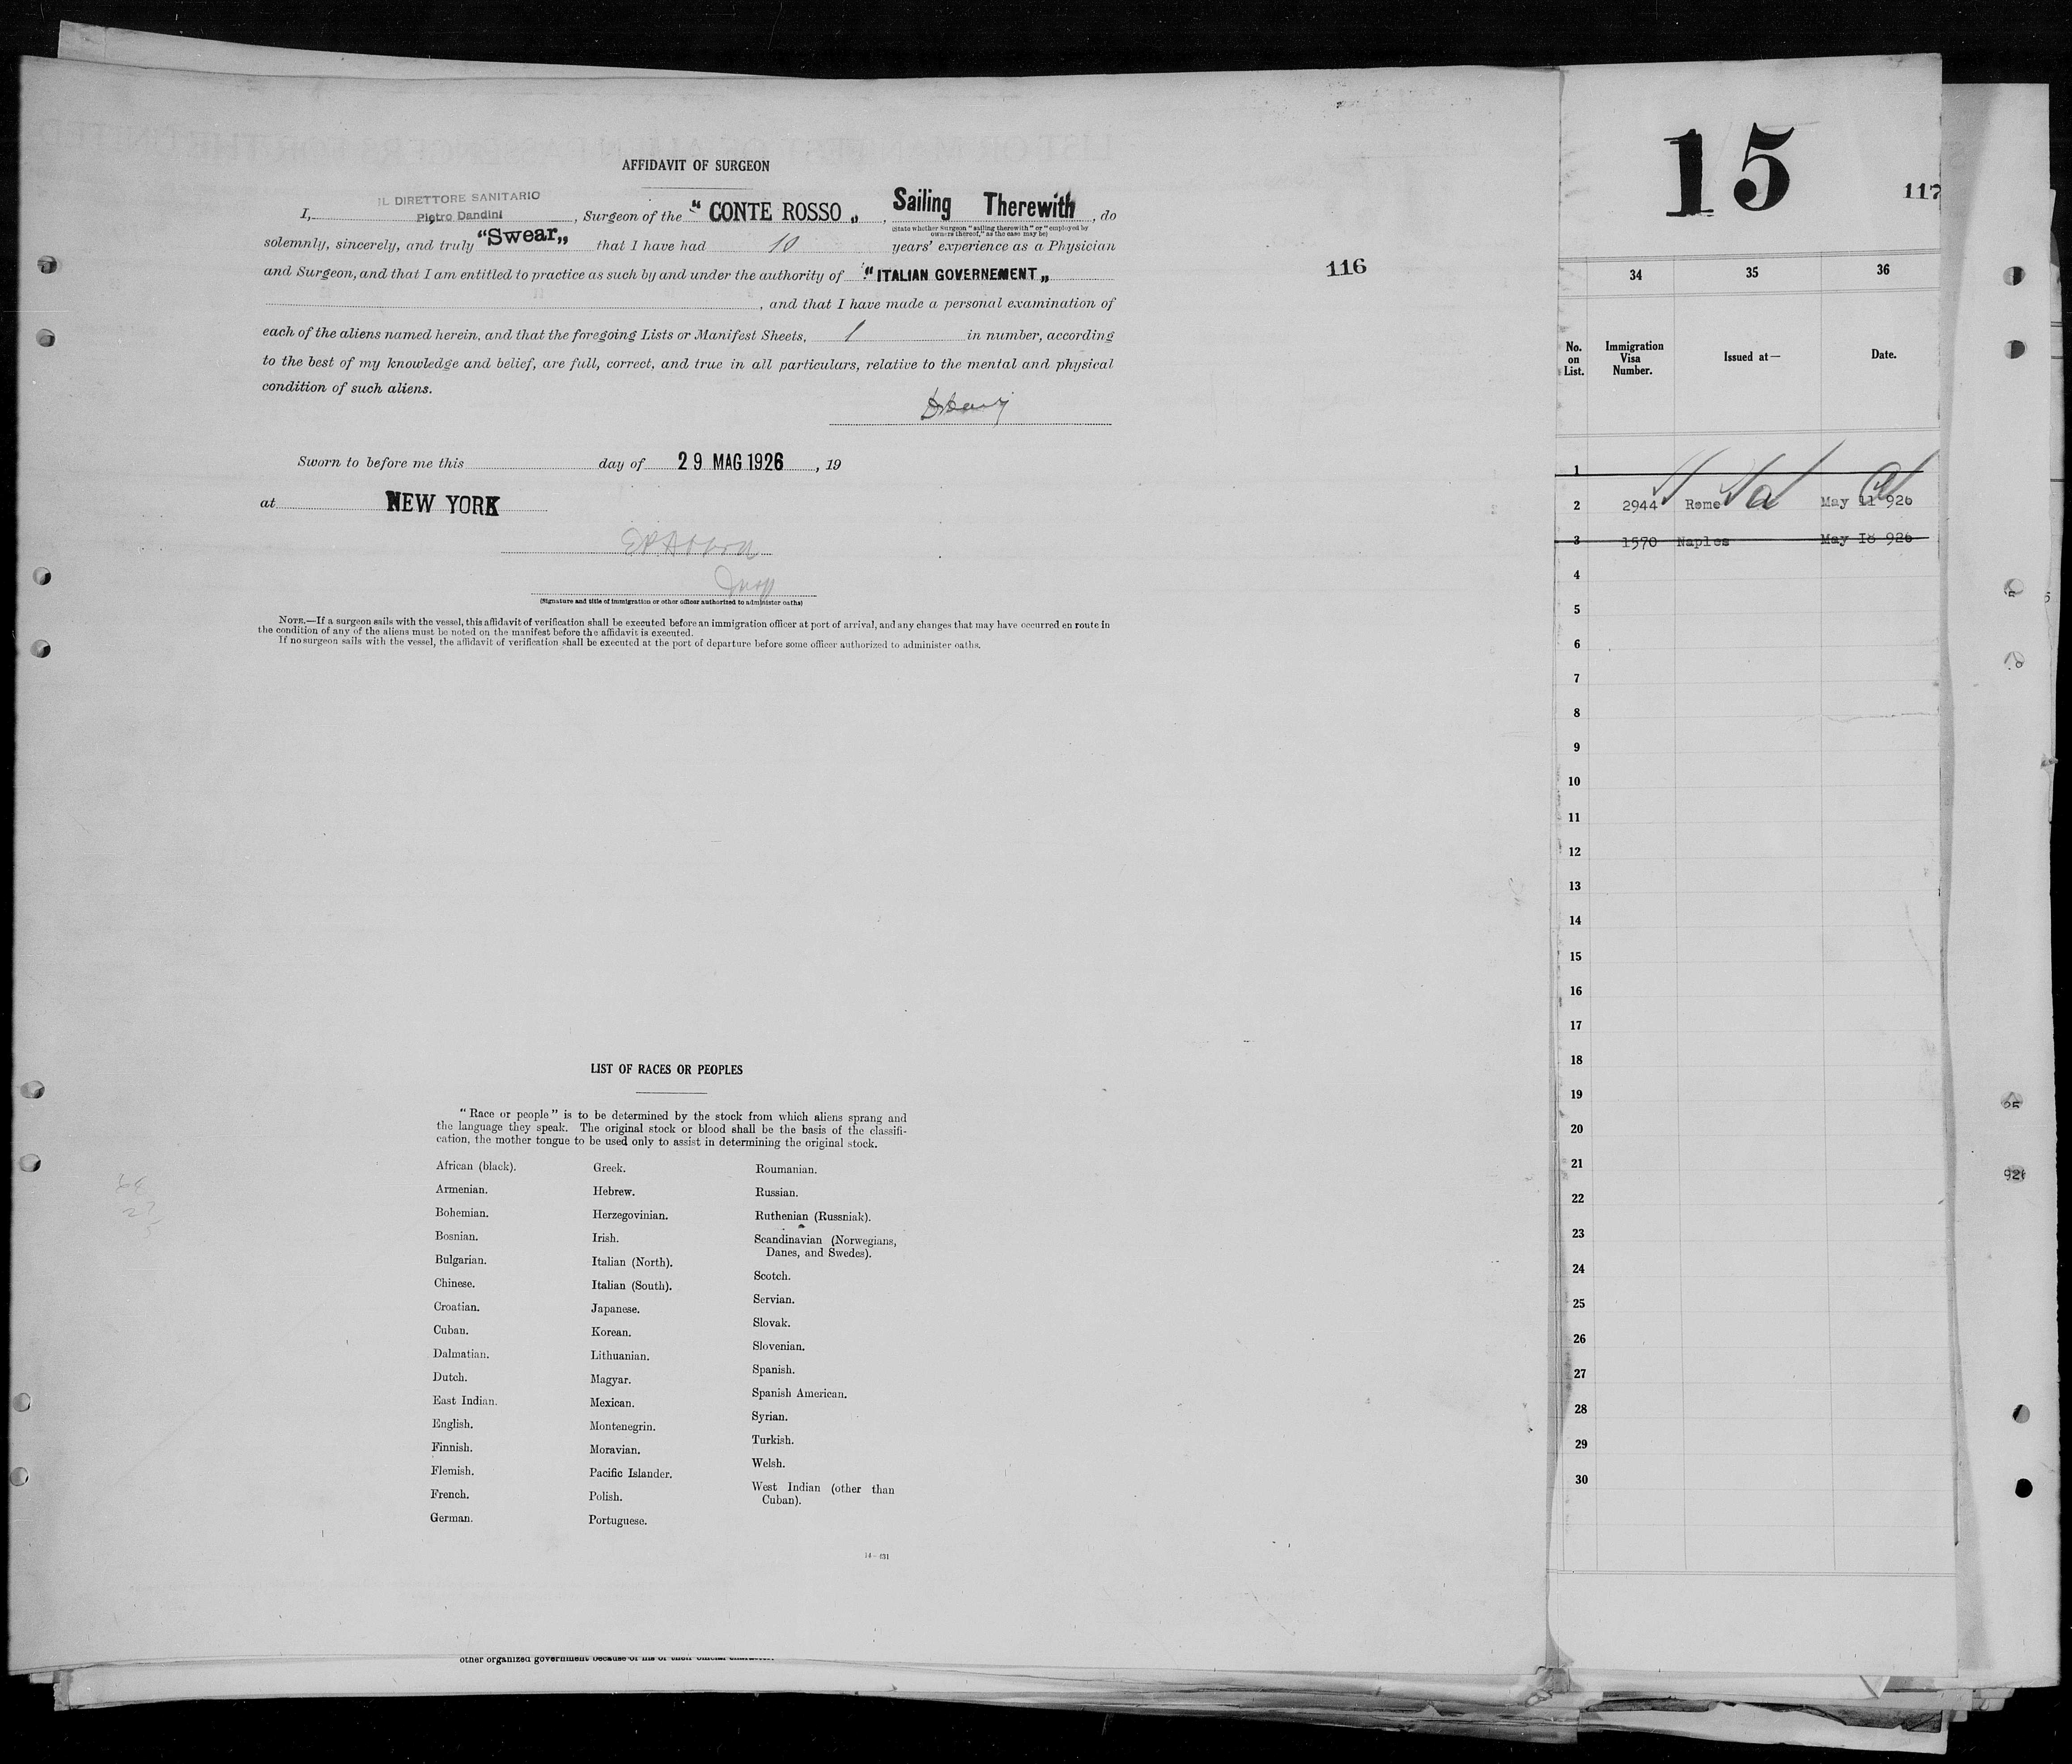 AFFIDAVIT OF SURGEON
I, IL DIRETTORE SANITARIO Pietro Dandini, Surgeon of the "CONTE ROSSO„, Sailing Therewith, do
(State whether Surgeon "sailing therewith" or "employed by
owners thereof," as the case may be)
solemnly, sincerely, and truly "Swear„ that I have had 10 years' experience as a Physician
and Surgeon, and that I am entitled to practice as such by and under the authority of "ITALIAN GOVERNEMENT„
, and that I have made a personal examination of
each of the aliens named herein, and that the foregoing Lists or Manifest Sheets, 1 in number, according
to the best of my knowledge and belief, are full, correct, and true in all particulars, relative to the mental and physical
condition of such aliens.
Sworn to before me this day of 29 MAG 1926, 19
at NEW YORK
Insp
(Signature and title of immigration or other officer authorized to administer oaths)
NOTE.—If a surgeon sails with the vessel, this affidavit of verification shall be executed before an immigration officer at port of arrival, and any changes that may have occurred en route in
the condition of any of the aliens must be noted on the manifest before the affidavit is executed.
If no surgeon sails with the vessel, the affidavit of verification shall be executed at the port of departure before some officer authorized to administer oaths.
116
LIST OF RACES OR PEOPLES
"Race or people" is to be determined by the stock from which aliens sprang and
the language they speak. The original stock or blood shall be the basis of the classifi-
cation, the mother tongue to be used only to assist in determining the original stock.
African (black).
Armenian.
Bohemian.
Bosnian.
Bulgarian.
Chinese.
Croatian.
Cuban.
Dalmatian.
Dutch.
East Indian.
English.
Finnish.
Flemish.
French.
German.
Greek.
Hebrew.
Herzegovinian.
Irish.
Italian (North).
Italian (South).
Japanese.
Korean.
Lithuanian.
Magyar.
Mexican.
Montenegrin.
Moravian.
Pacific Islander.
Polish.
Portuguese.
Roumanian.
Russian.
Ruthenian (Russniak).
Scandinavian (Norwegians,
Danes, and Swedes).
Scotch.
Servian.
Slovak.
Slovenian.
Spanish.
Spanish American.
Syrian.
Turkish.
Welsh.
West Indian (other than
Cuban).
14—431
other organized government because of his or their official character.
15
117
34 35 36
No. on List. Immigration Visa Number. Issued at— Date.
1
2 2944 Rome May 11 926
3 1570 Naples May 18 926
4
5
6
7
8
9
10
11
12
13
14
15
16
17
18
19
20
21
22
23
24
25
26
27
28
29
30